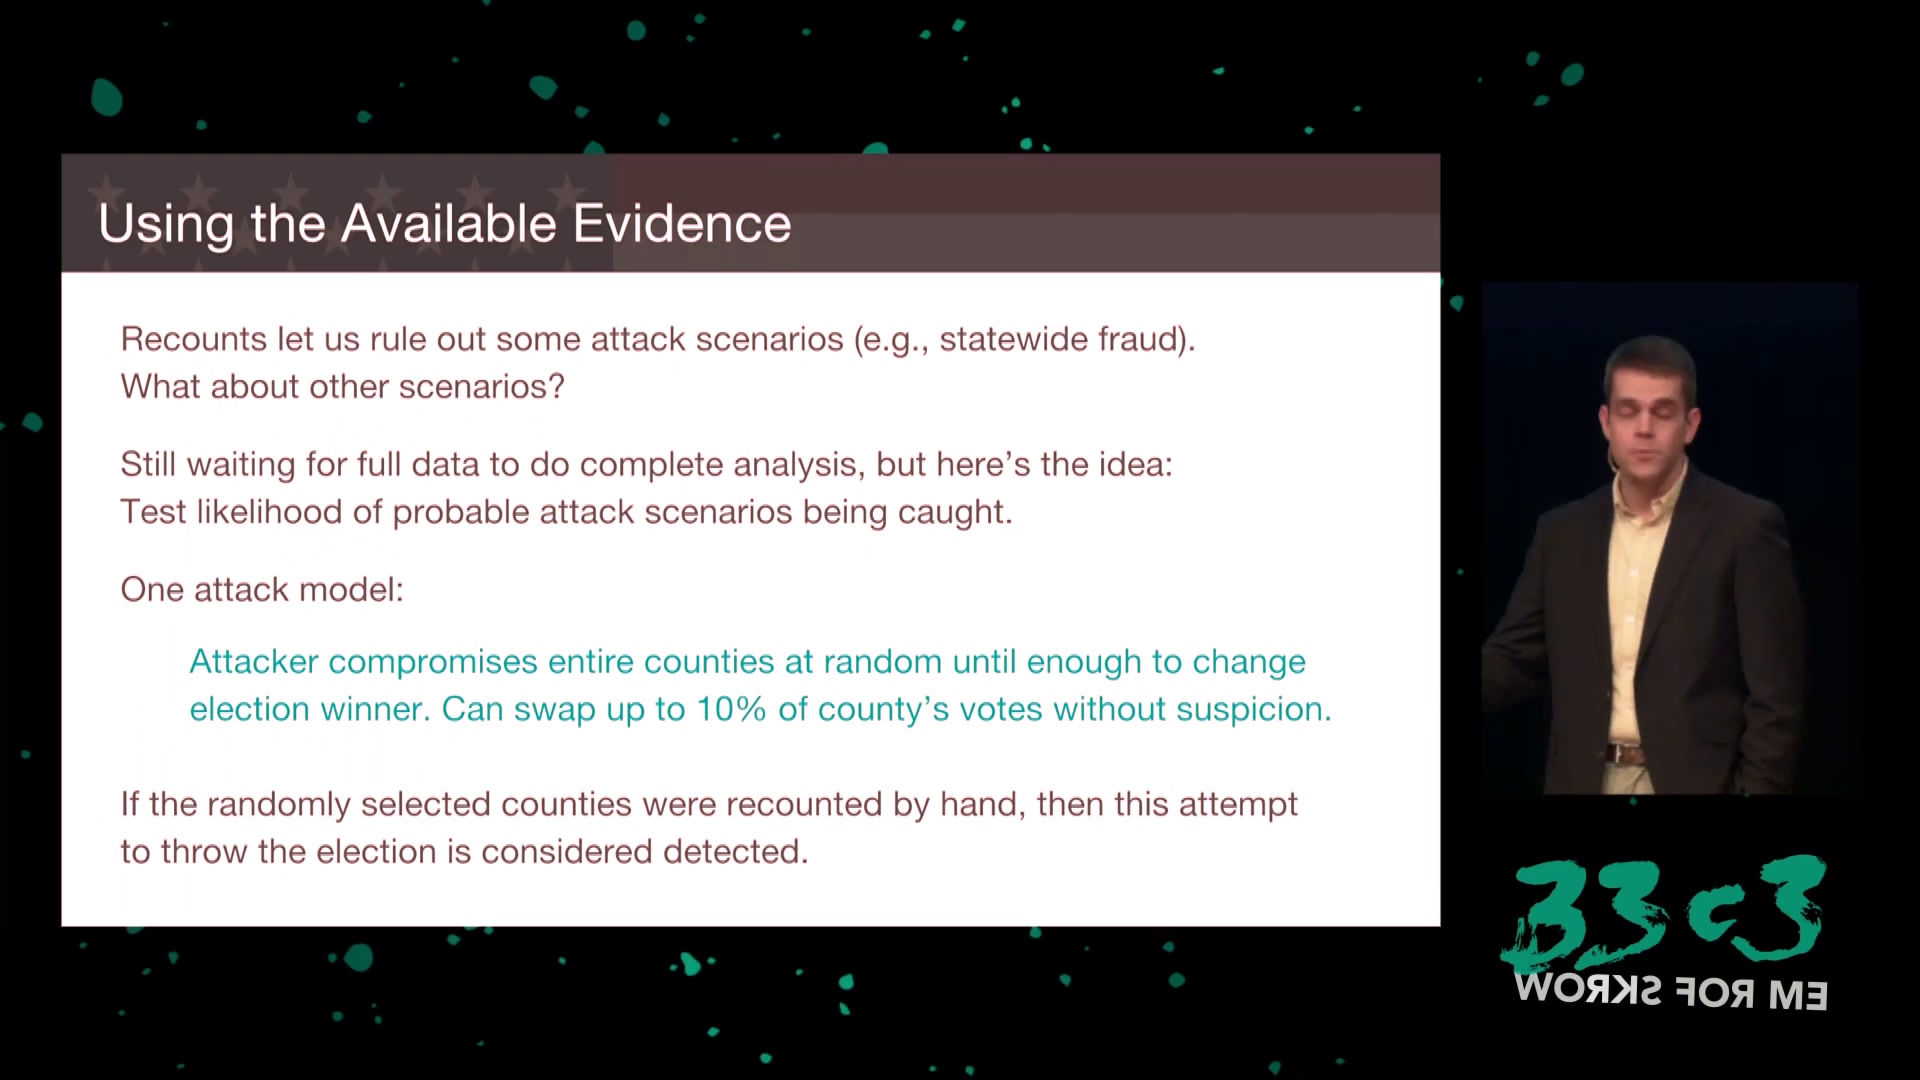 Using the Available Evidence
Recounts let us rule out some attack scenarios (e.g., statewide fraud).
What about other scenarios?
Still waiting for full data to do complete analysis, but here’s the idea:
Test likelihood of probable attack scenarios being caught.
One attack model:
Attacker compromises entire counties at random until enough to change
election winner. Can swap up to 10% of county’s votes without suspicion.
If the randomly selected counties were recounted by hand, then this attempt
to throw the election is considered detected.
33c3
WORKS FOR ME